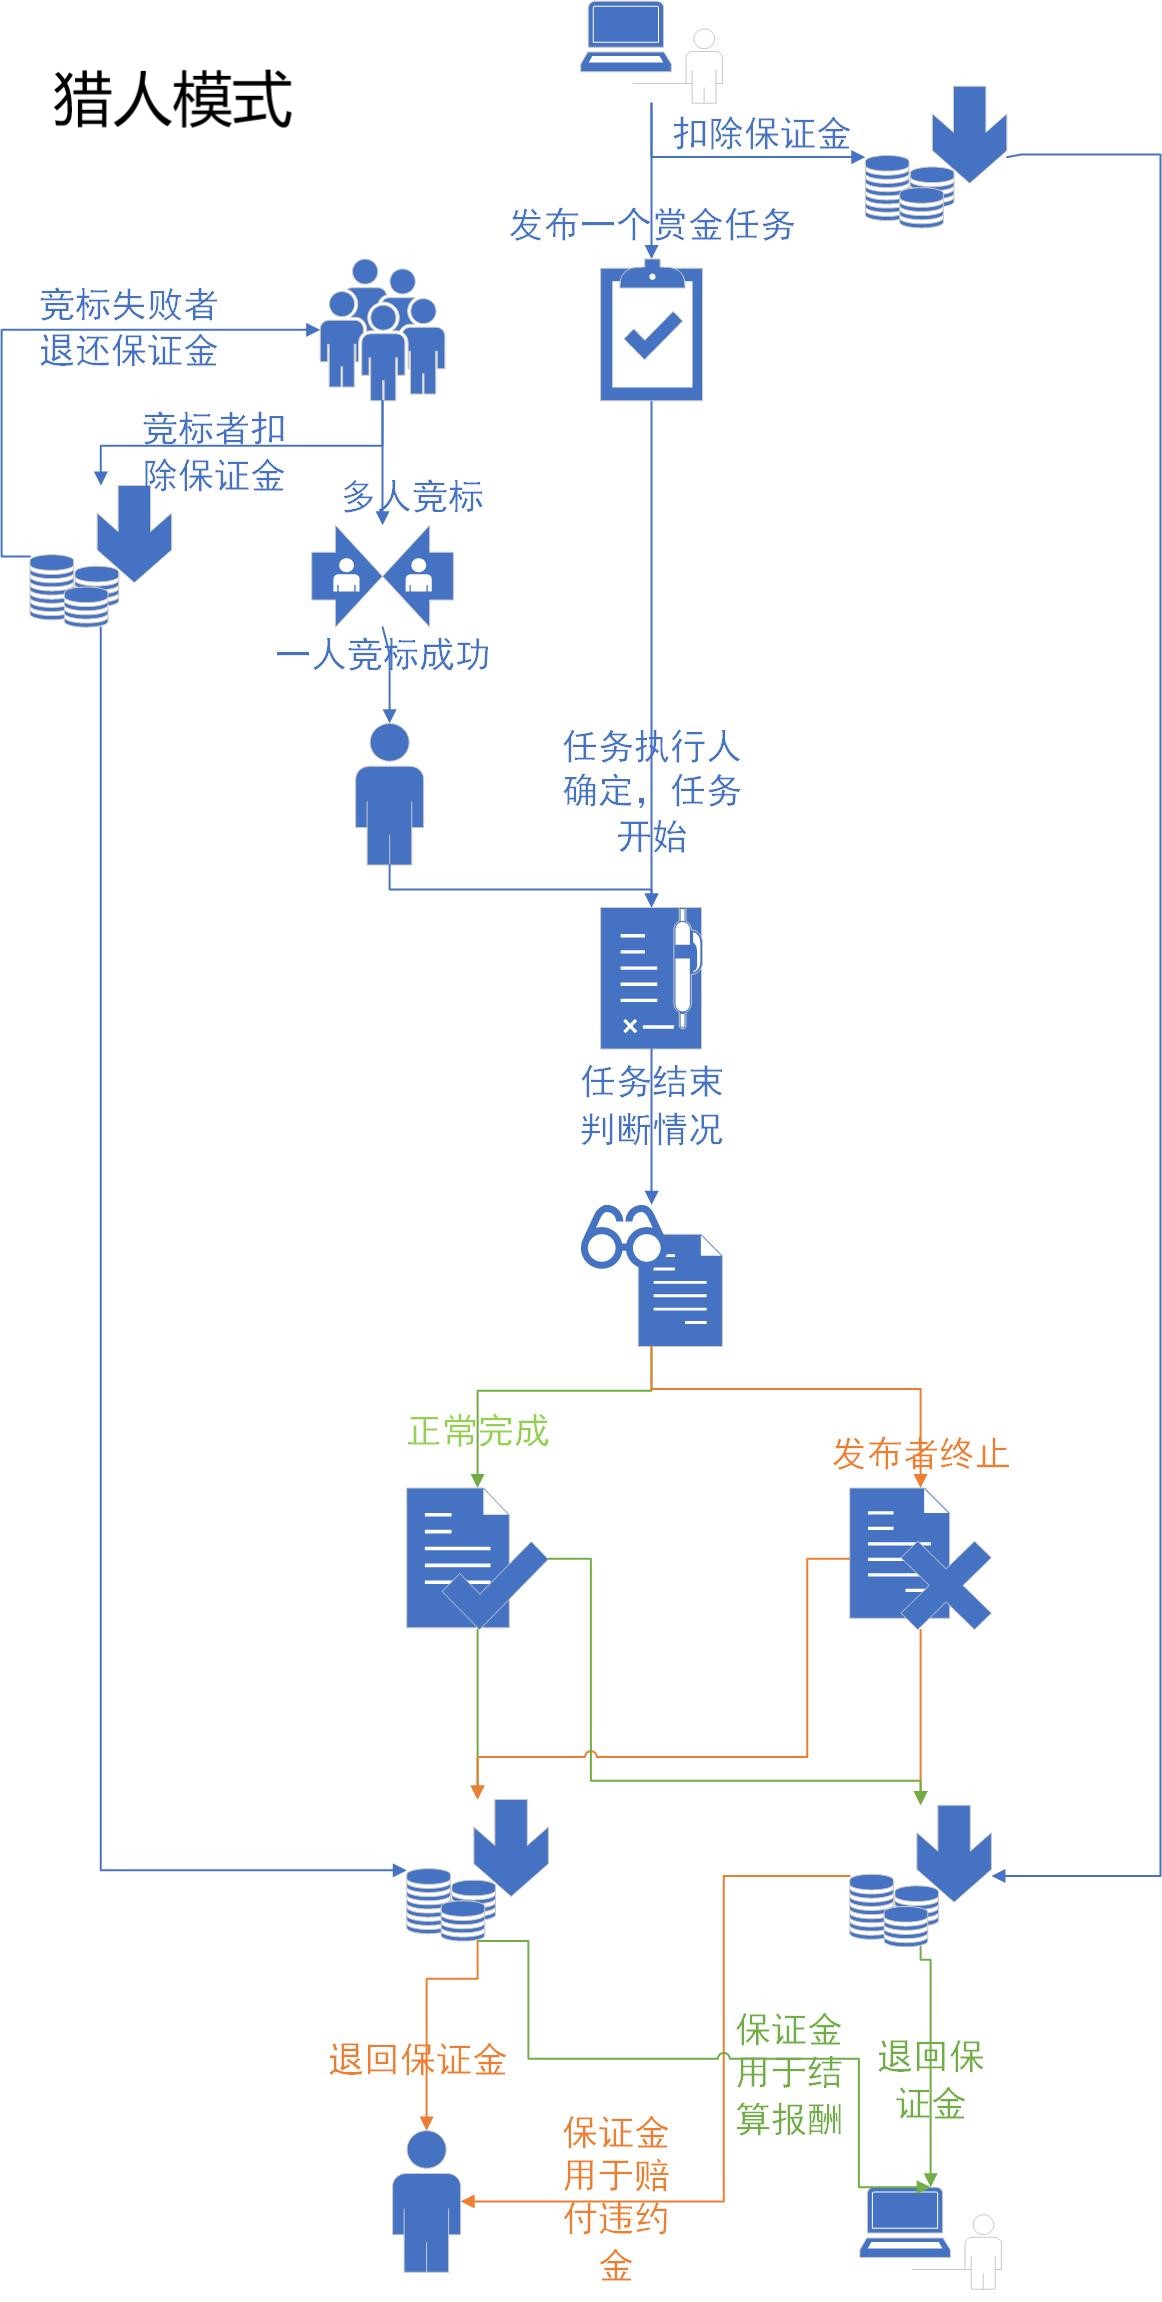 猎人模式
扣除保证金
发布一个赏金任务
竞标失败者
退还保证金
竞标者扣
除保证金
多人竞标
一人竞标成功
任务执行人
确定，任务
开始
任务结束
判断情况
正常完成
发布者终止
保证金
用于结
算报酬
退回保
证金
退回保证金
保证金
用于赔
付违约
金